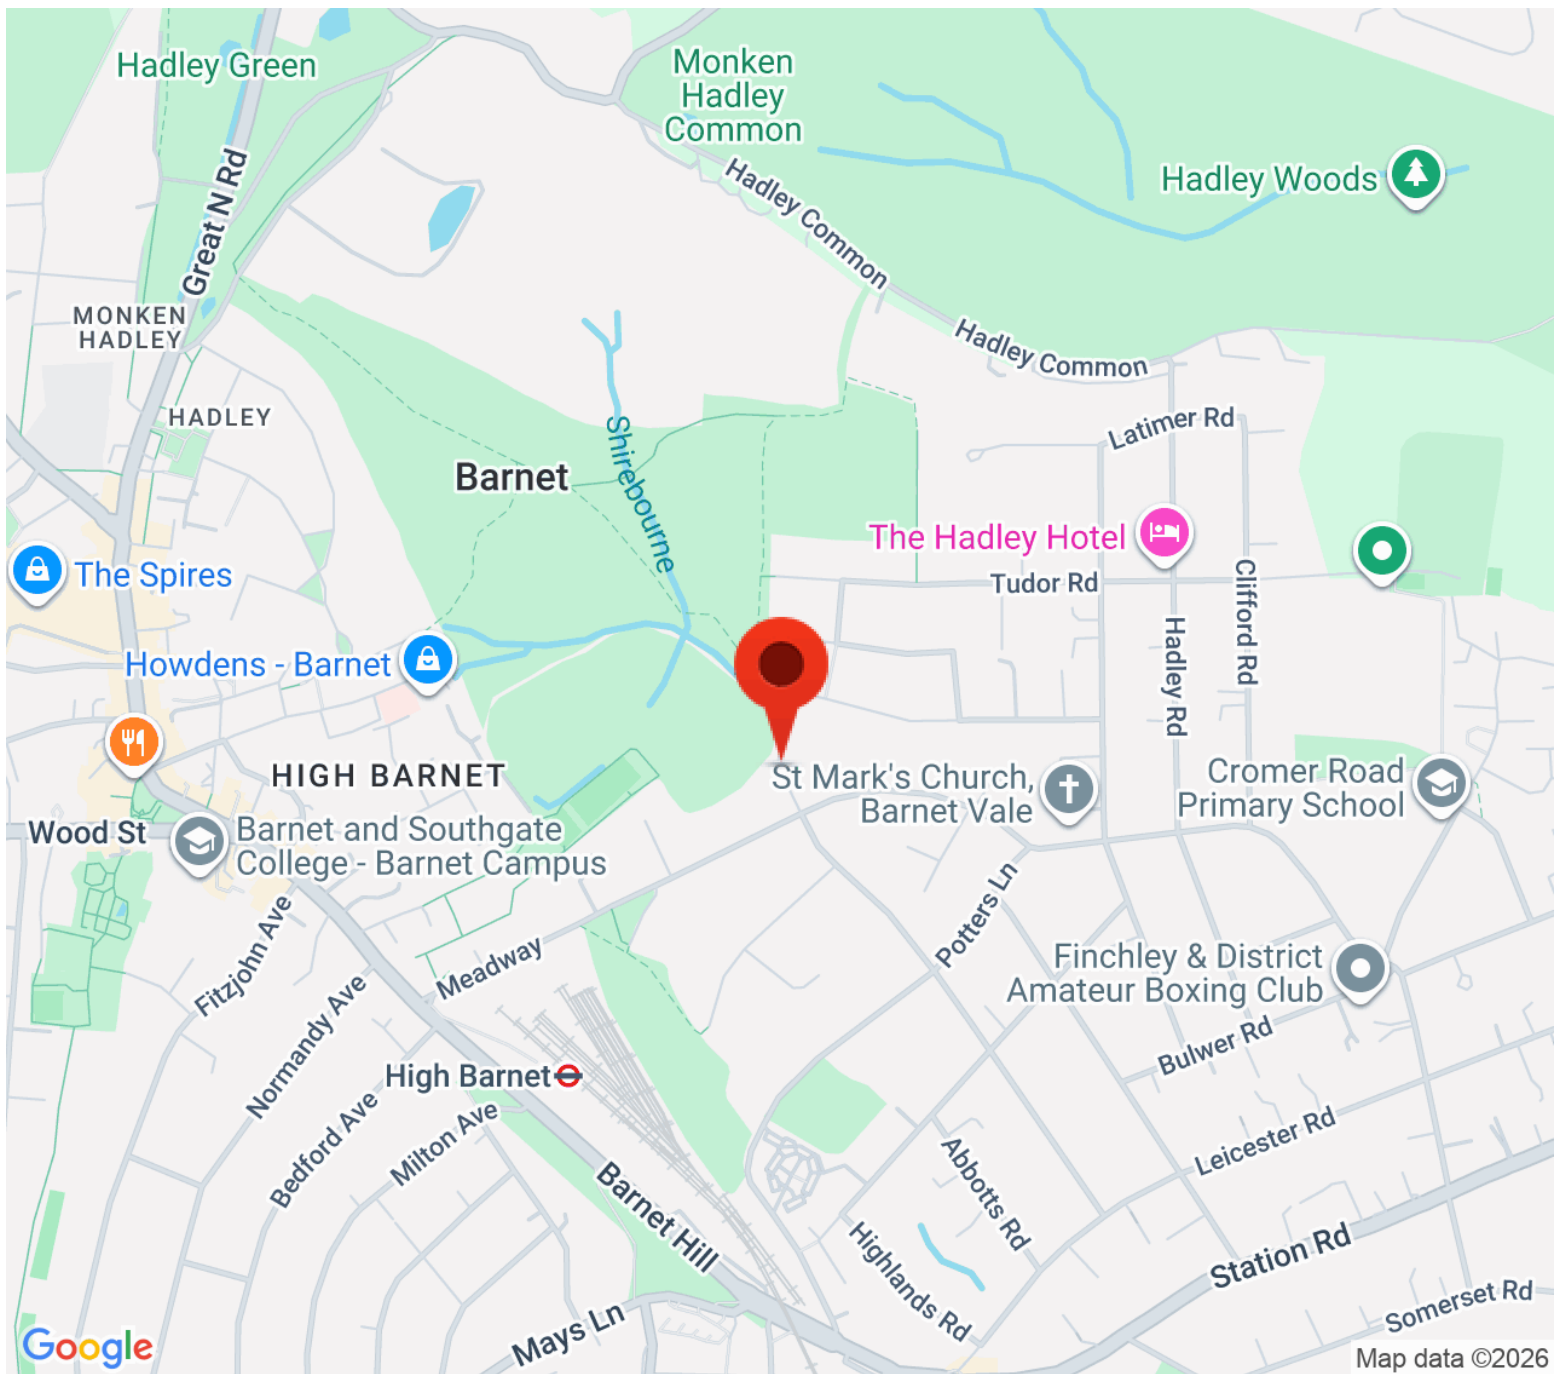 Hadley Green
Monken
Hadley
Common
Hadley Common
Hadley Woods
Great N Rd
MONKEN
HADLEY
Hadley Common
HADLEY
Latimer Rd
Barnet
Shirebourne
The Hadley Hotel
The Spires
Tudor Rd
Clifford Rd
Hadley Rd
Howdens - Barnet
HIGH BARNET
St Mark's Church,
Barnet Vale
Cromer Road
Primary School
Wood St
Barnet and Southgate
College - Barnet Campus
Potters Ln
Fitzjohn Ave
Meadway
Finchley & District
Amateur Boxing Club
Normandy Ave
Bulwer Rd
High Barnet
Bedford Ave
Milton Ave
Leicester Rd
Abbotts Rd
Barnet Hill
Highlands Rd
Station Rd
Somerset Rd
Mays Ln
Google
Map data ©2026